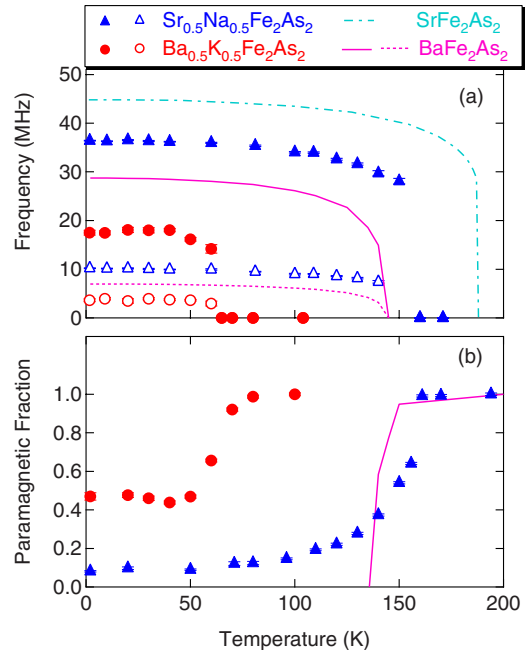 Sr₀.₅Na₀.₅Fe₂As₂ SrFe₂As₂
Ba₀.₅K₀.₅Fe₂As₂ BaFe₂As₂
(a)
50
40
30
20
10
0
Frequency (MHz)
(b)
1.0
0.8
0.6
0.4
0.2
0.0
Paramagnetic Fraction
0 50 100 150 200
Temperature (K)